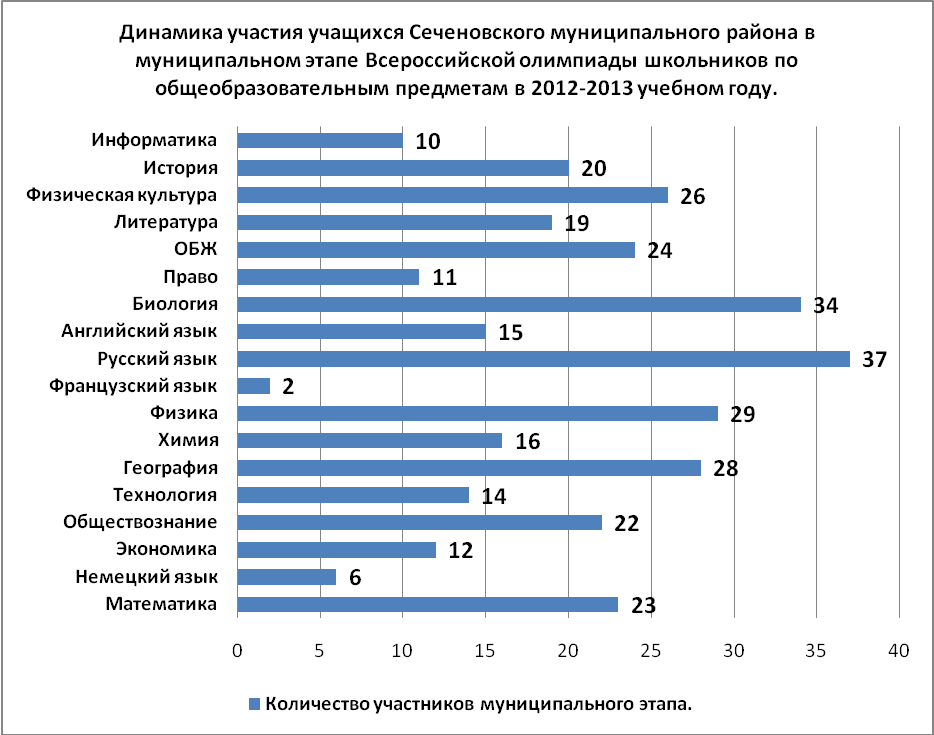 Динамика участия учащихся Сеченовского муниципального района в
муниципальном этапе Всероссийской олимпиады школьников по
общеобразовательным предметам в 2012-2013 учебном году.
Информатика 10
История 20
Физическая культура 26
Литература 19
ОБЖ 24
Право 11
Биология 34
Английский язык 15
Русский язык 37
Французский язык 2
Физика 29
Химия 16
География 28
Технология 14
Обществознание 22
Экономика 12
Немецкий язык 6
Математика 23
0 5 10 15 20 25 30 35 40
Количество участников муниципального этапа.